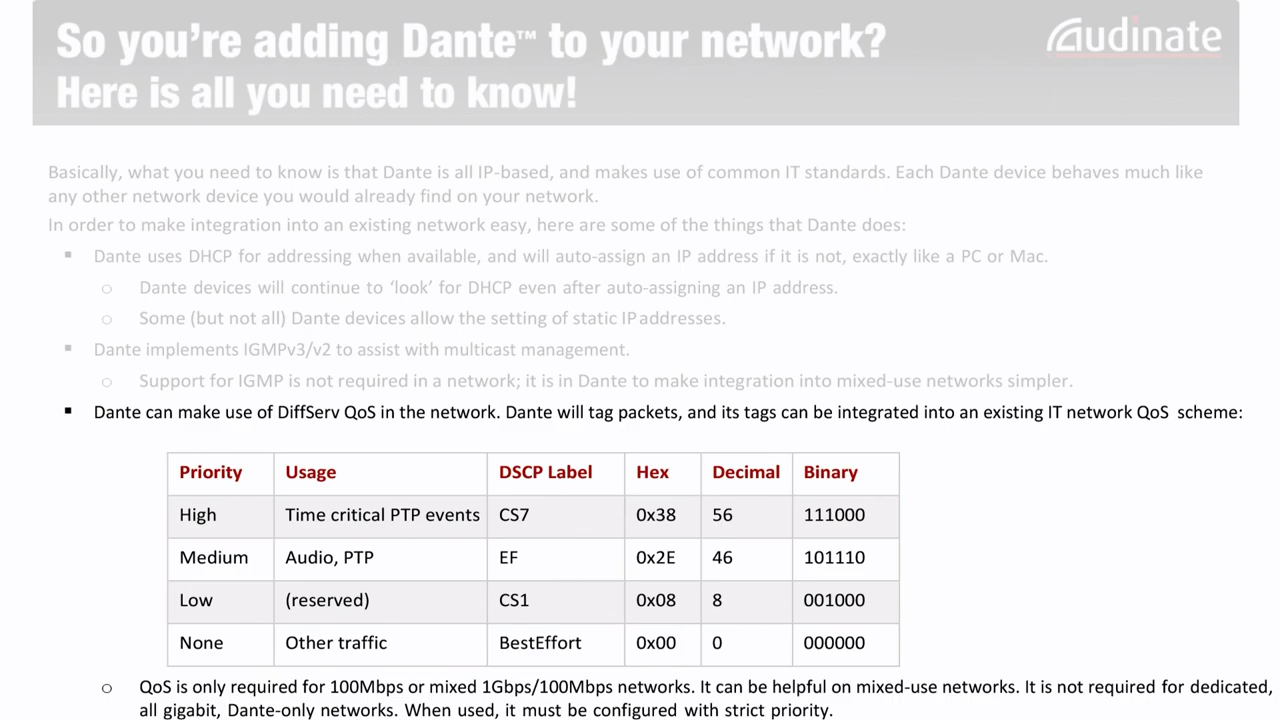 So you're adding Dante™ to your network?
Here is all you need to know!
Audinate
Basically, what you need to know is that Dante is all IP-based, and makes use of common IT standards. Each Dante device behaves much like
any other network device you would already find on your network.
In order to make integration into an existing network easy, here are some of the things that Dante does:
▪ Dante uses DHCP for addressing when available, and will auto-assign an IP address if it is not, exactly like a PC or Mac.
o Dante devices will continue to 'look' for DHCP even after auto-assigning an IP address.
o Some (but not all) Dante devices allow the setting of static IPaddresses.
▪ Dante implements IGMPv3/v2 to assist with multicast management.
o Support for IGMP is not required in a network; it is in Dante to make integration into mixed-use networks simpler.
▪ Dante can make use of DiffServ QoS in the network. Dante will tag packets, and its tags can be integrated into an existing IT network QoS scheme:
Priority Usage DSCP Label Hex Decimal Binary
High Time critical PTP events CS7 0x38 56 111000
Medium Audio, PTP EF 0x2E 46 101110
Low (reserved) CS1 0x08 8 001000
None Other traffic BestEffort 0x00 0 000000
o QoS is only required for 100Mbps or mixed 1Gbps/100Mbps networks. It can be helpful on mixed-use networks. It is not required for dedicated,
all gigabit, Dante-only networks. When used, it must be configured with strict priority.